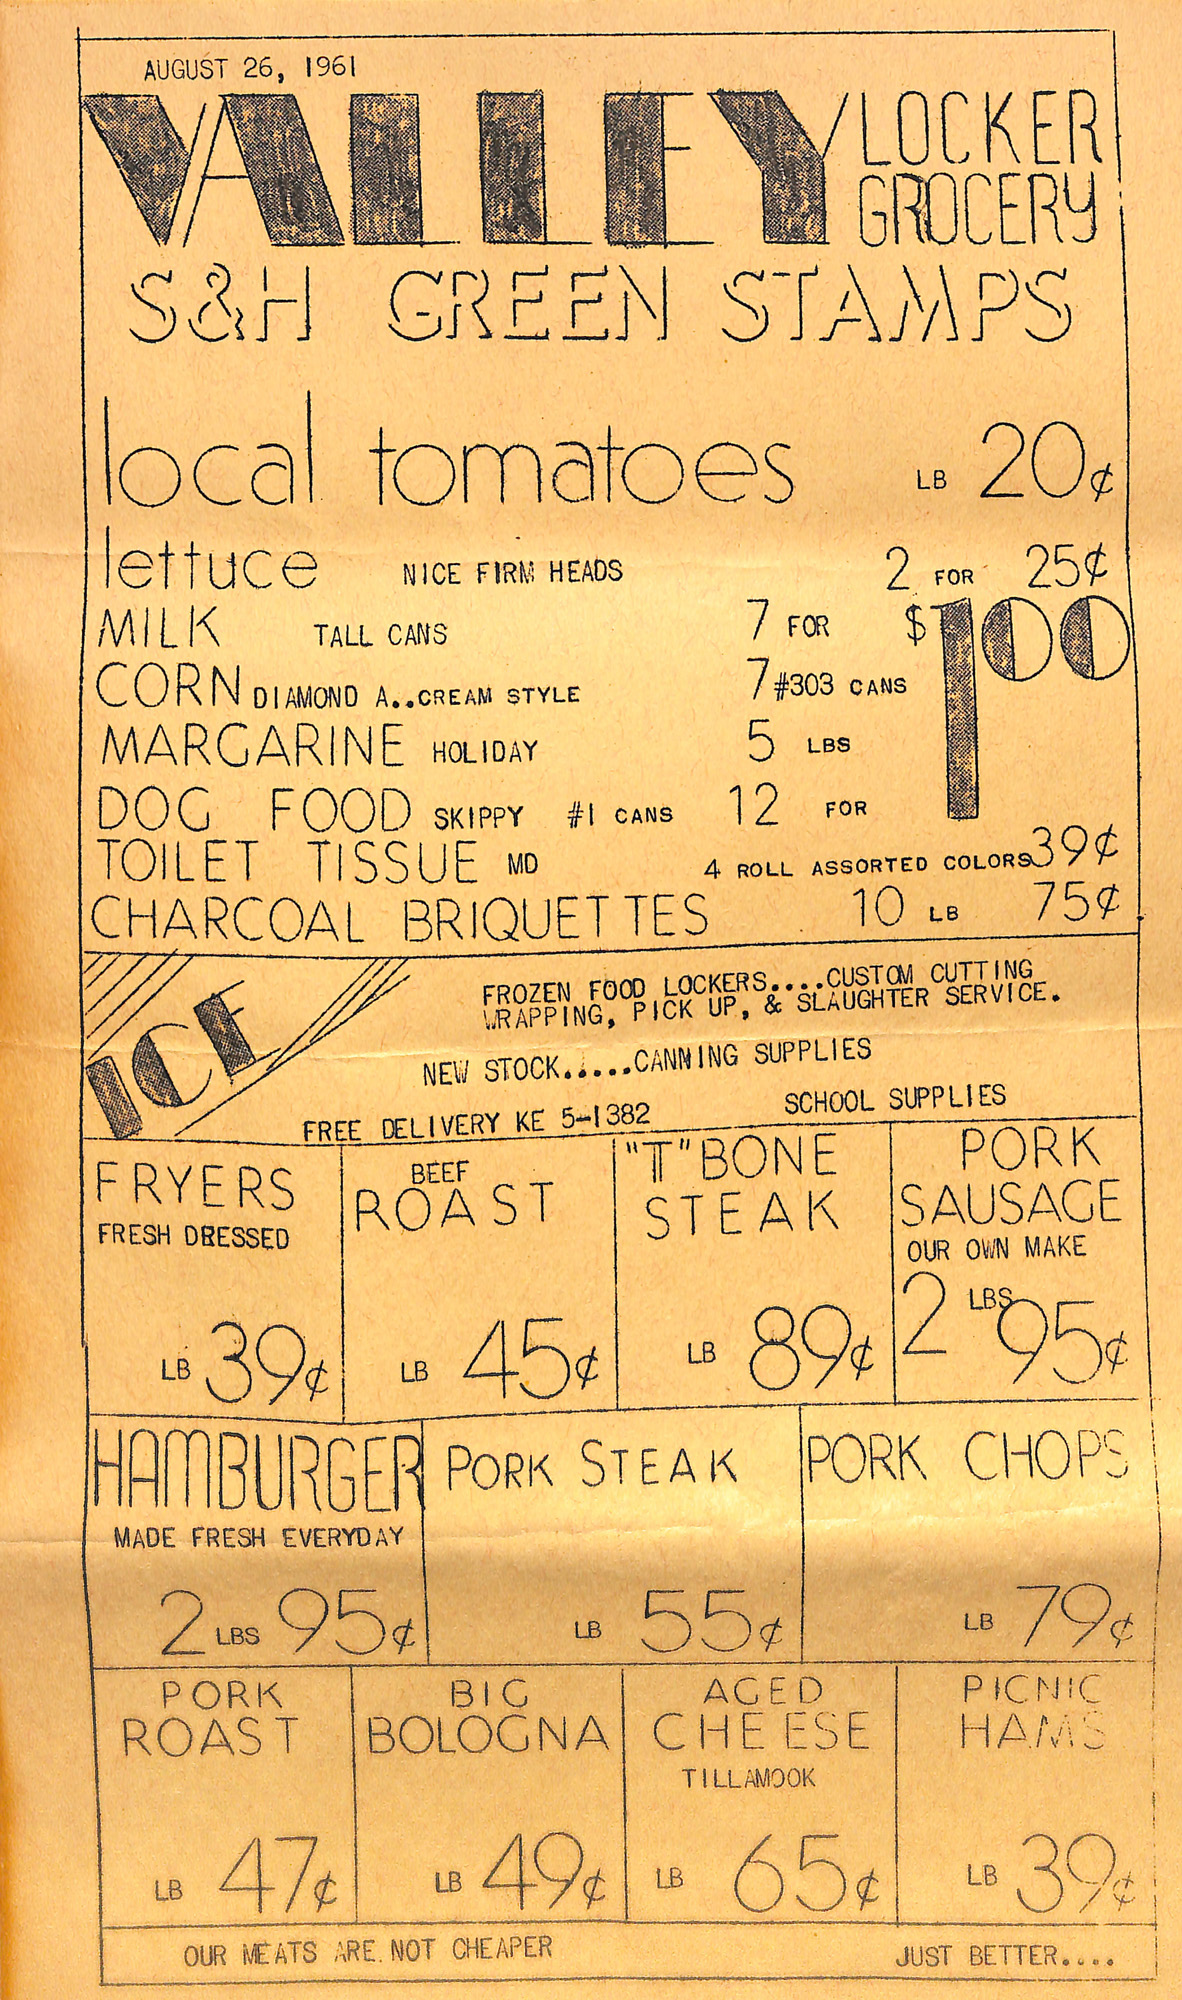 AUGUST 26, 1961
VALLEY LOCKER GROCERY
S&H GREEN STAMPS
local tomatoes LB 20¢
lettuce NICE FIRM HEADS 2 FOR 25¢
MILK TALL CANS 7 FOR $1.00
CORN DIAMOND A..CREAM STYLE 7 #303 CANS
MARGARINE HOLIDAY 5 LBS
DOG FOOD SKIPPY #1 CANS 12 FOR
TOILET TISSUE MD 4 ROLL ASSORTED COLORS 39¢
CHARCOAL BRIQUETTES 10 LB 75¢
ICE
FROZEN FOOD LOCKERS....CUSTOM CUTTING
WRAPPING, PICK UP, & SLAUGHTER SERVICE.
NEW STOCK.....CANNING SUPPLIES
SCHOOL SUPPLIES
FREE DELIVERY KE 5-1382
FRYERS
FRESH DRESSED
LB 39¢
BEEF
ROAST
LB 45¢
"T" BONE
STEAK
LB 89¢
PORK
SAUSAGE
OUR OWN MAKE
2 LBS 95¢
HAMBURGER
MADE FRESH EVERYDAY
2 LBS 95¢
PORK STEAK
LB 55¢
PORK CHOPS
LB 79¢
PORK
ROAST
LB 47¢
BIG
BOLOGNA
LB 49¢
AGED
CHEESE
TILLAMOOK
LB 65¢
PICNIC
HAMS
LB 39¢
OUR MEATS ARE NOT CHEAPER JUST BETTER....